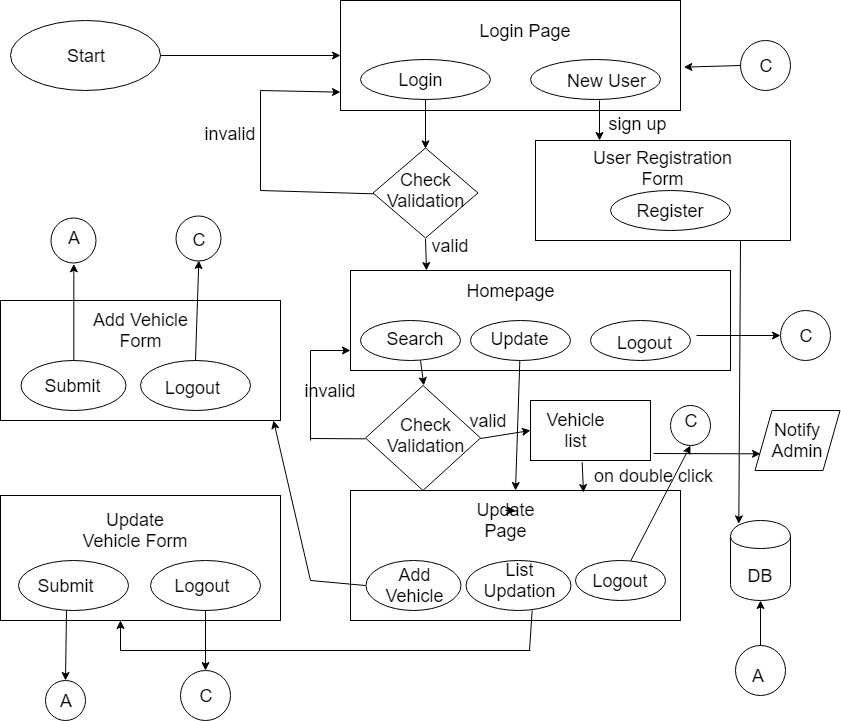 Start
Login Page
Login
New User
C
invalid
sign up
Check
Validation
User Registration
Form
Register
valid
A
C
Homepage
Search
Update
Logout
C
Add Vehicle
Form
Submit
Logout
invalid
Check
Validation
valid
Vehicle
list
C
Notify
Admin
on double click
Update
Page
Add
Vehicle
List
Updation
Logout
Update
Vehicle Form
Submit
Logout
DB
A
C
A